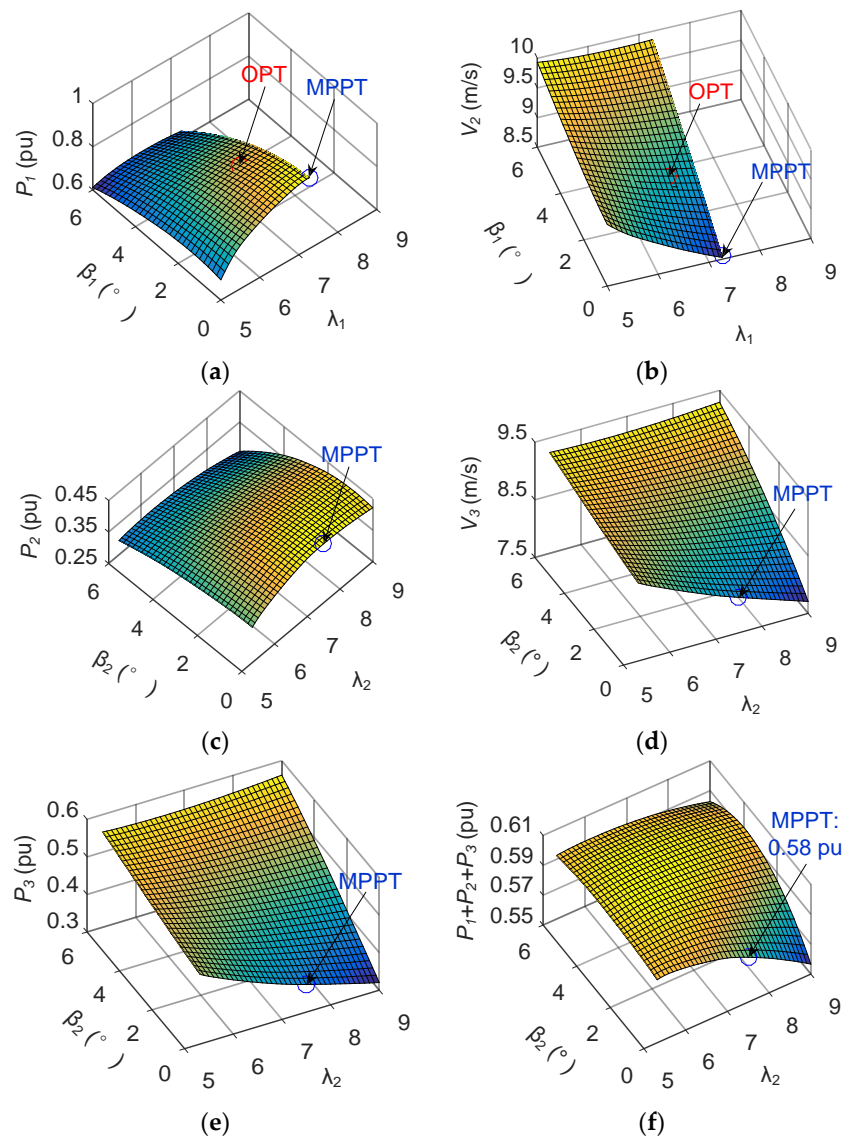 OPT
MPPT
P₁ (pu)
1
0.8
0.6
6
4
2
0
β₁ (°)
5
6
7
8
9
λ₁
(a)
V₂ (m/s)
10
9.5
9
8.5
OPT
MPPT
6
4
2
0
β₁ (°)
5
6
7
8
9
λ₁
(b)
MPPT
P₂ (pu)
0.45
0.35
0.25
6
4
2
0
β₂ (°)
5
6
7
8
9
λ₂
(c)
V₃ (m/s)
9.5
8.5
7.5
MPPT
6
4
2
0
β₂ (°)
5
6
7
8
9
λ₂
(d)
P₃ (pu)
0.6
0.5
0.4
0.3
MPPT
6
4
2
0
β₂ (°)
5
6
7
8
9
λ₂
(e)
P₁+P₂+P₃ (pu)
0.61
0.59
0.57
0.55
MPPT:
0.58 pu
6
4
2
0
β₂ (°)
5
6
7
8
9
λ₂
(f)